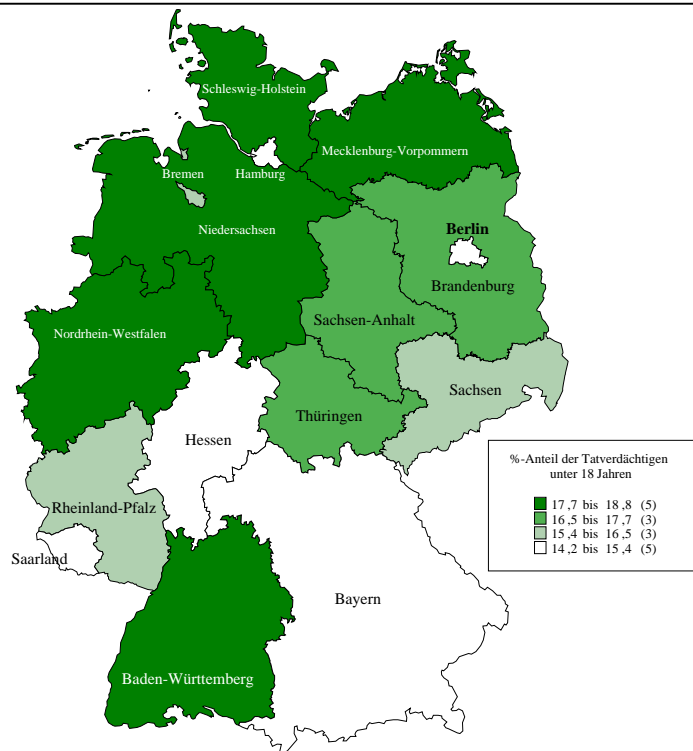 Schleswig-Holstein
Mecklenburg-Vorpommern
Bremen
Hamburg
Niedersachsen
Berlin
Brandenburg
Sachsen-Anhalt
Nordrhein-Westfalen
Sachsen
Thüringen
Hessen
Rheinland-Pfalz
Saarland
Bayern
Baden-Württemberg
%-Anteil der Tatverdächtigen
unter 18 Jahren
17 ,7 bis 18 ,8 (5)
16 ,5 bis 17 ,7 (3)
15 ,4 bis 16 ,5 (3)
14 ,2 bis 15 ,4 (5)